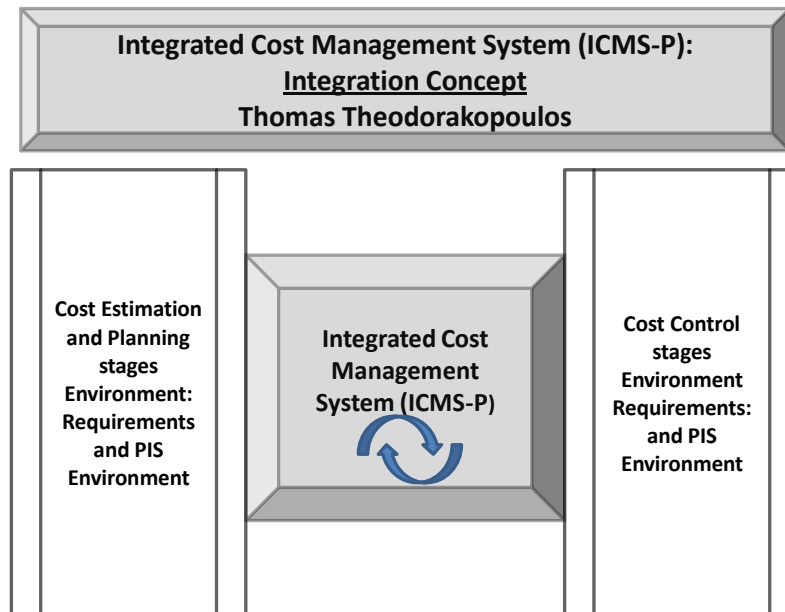 Integrated Cost Management System (ICMS-P):
Integration Concept
Thomas Theodorakopoulos
Cost Estimation
and Planning
stages
Environment:
Requirements
and PIS
Environment
Integrated Cost
Management
System (ICMS-P)
Cost Control
stages
Environment
Requirements:
and PIS
Environment